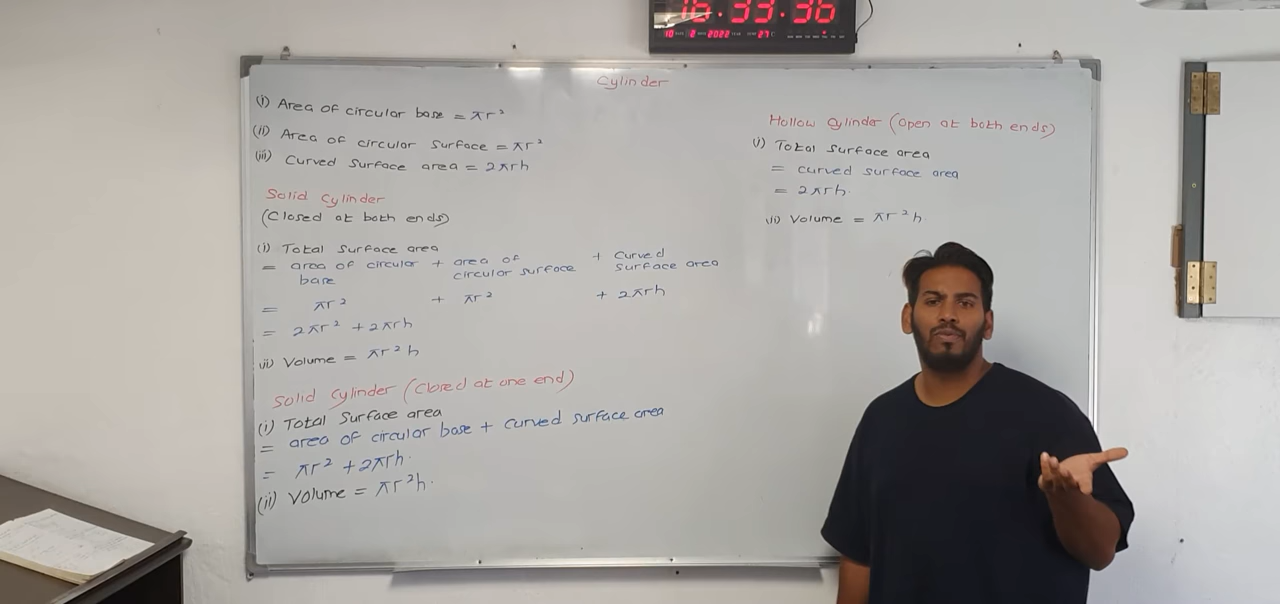 16:33:36
10 2 2022 27 C
Cylinder
(i) Area of circular base = πr²
(ii) Area of circular surface = πr²
(iii) Curved surface area = 2πrh
Solid Cylinder
(Closed at both ends)
(i) Total surface area
= area of circular base + area of circular surface + curved surface area
= πr² + πr² + 2πrh
= 2πr² + 2πrh
(ii) Volume = πr²h
Solid Cylinder (Closed at one end)
(i) Total Surface area
= area of circular base + curved surface area
= πr² + 2πrh.
(ii) Volume = πr²h.
Hollow Cylinder (Open at both ends)
(i) Total surface area
= curved surface area
= 2πrh.
(ii) Volume = πr²h.